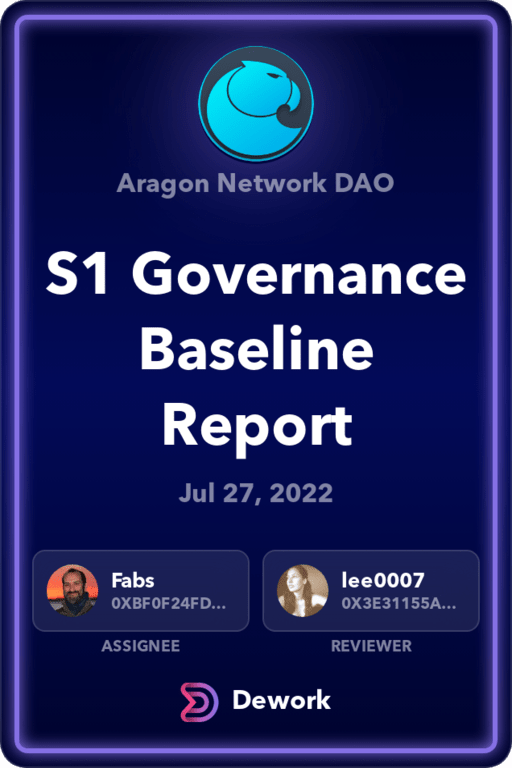 Aragon Network DAO
S1 Governance
Baseline
Report
Jul 27, 2022
Fabs
0XBF0F24FD...
ASSIGNEE
lee0007
0X3E31155A...
REVIEWER
Dework